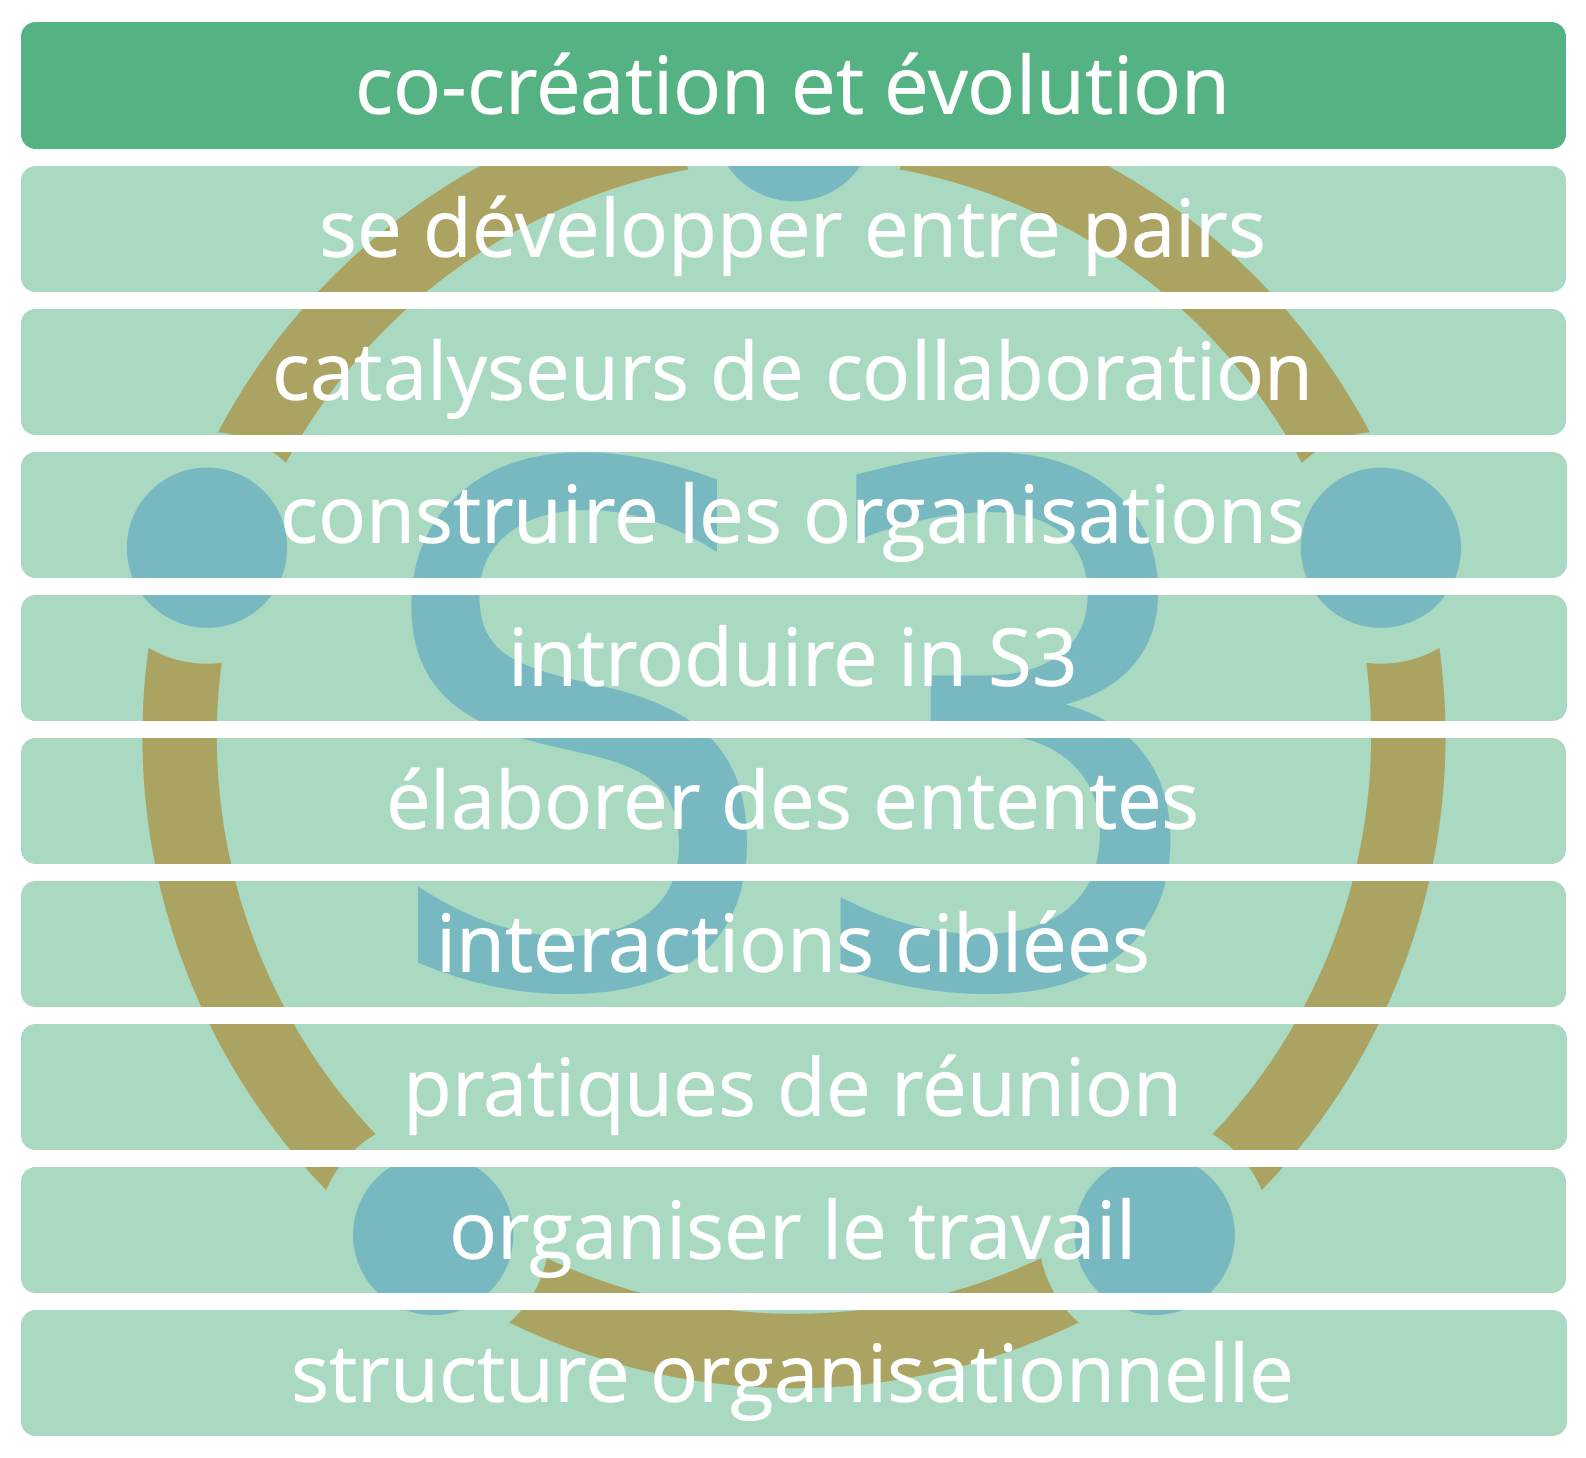 co-création et évolution
se développer entre pairs
catalyseurs de collaboration
construire les organisations
introduire in S3
élaborer des ententes
interactions ciblées
pratiques de réunion
organiser le travail
structure organisationnelle
S3